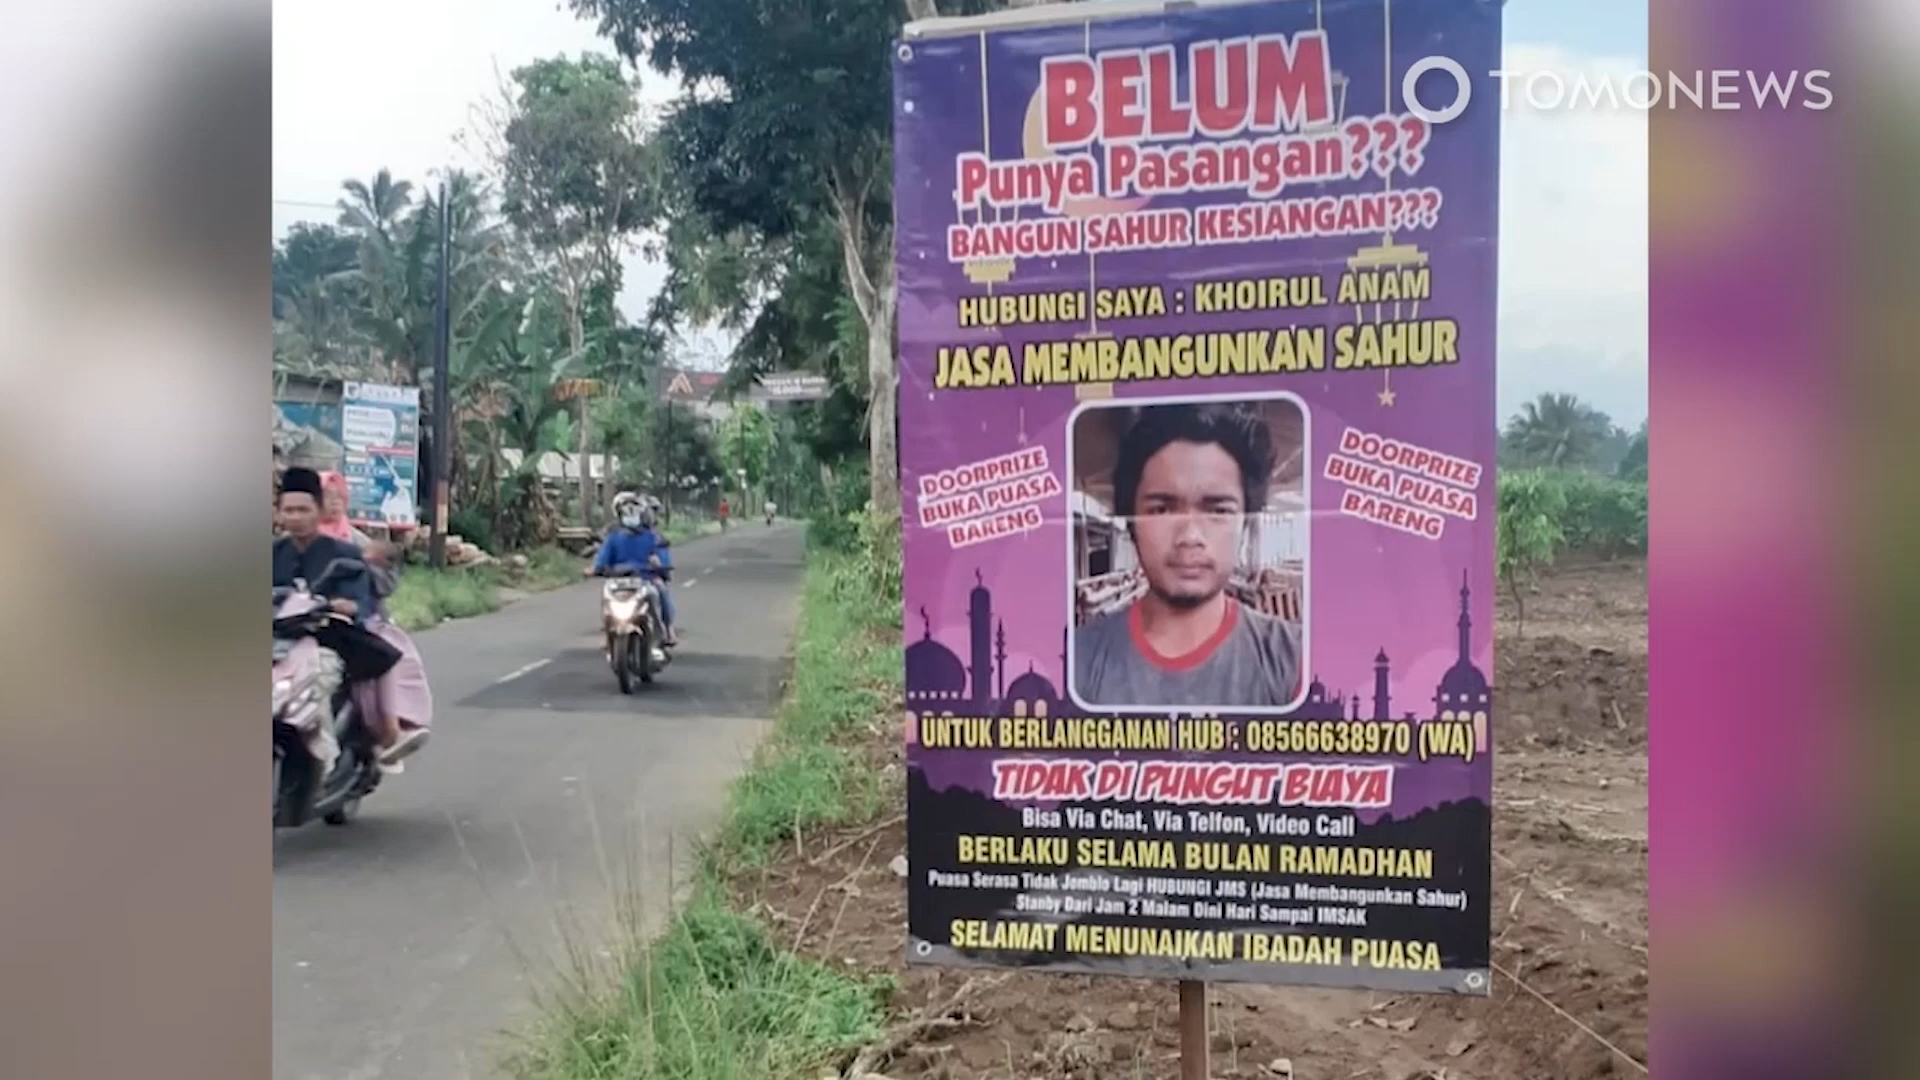 TOMONEWS
BELUM
Punya Pasangan???
BANGUN SAHUR KESIANGAN???
HUBUNGI SAYA : KHOIRUL ANAM
JASA MEMBANGUNKAN SAHUR
DOORPRIZE
BUKA PUASA
BARENG
DOORPRIZE
BUKA PUASA
BARENG
UNTUK BERLANGGANAN HUB : 08566638970 (WA)
TIDAK DI PUNGUT BIAYA
Bisa Via Chat, Via Telfon, Video Call
BERLAKU SELAMA BULAN RAMADHAN
Puasa Serasa Tidak Jomblo Lagi HUBUNGI JMS (Jasa Membangunkan Sahur)
Stanby Dari Jam 2 Malam Dini Hari Sampai IMSAK
SELAMAT MENUNAIKAN IBADAH PUASA